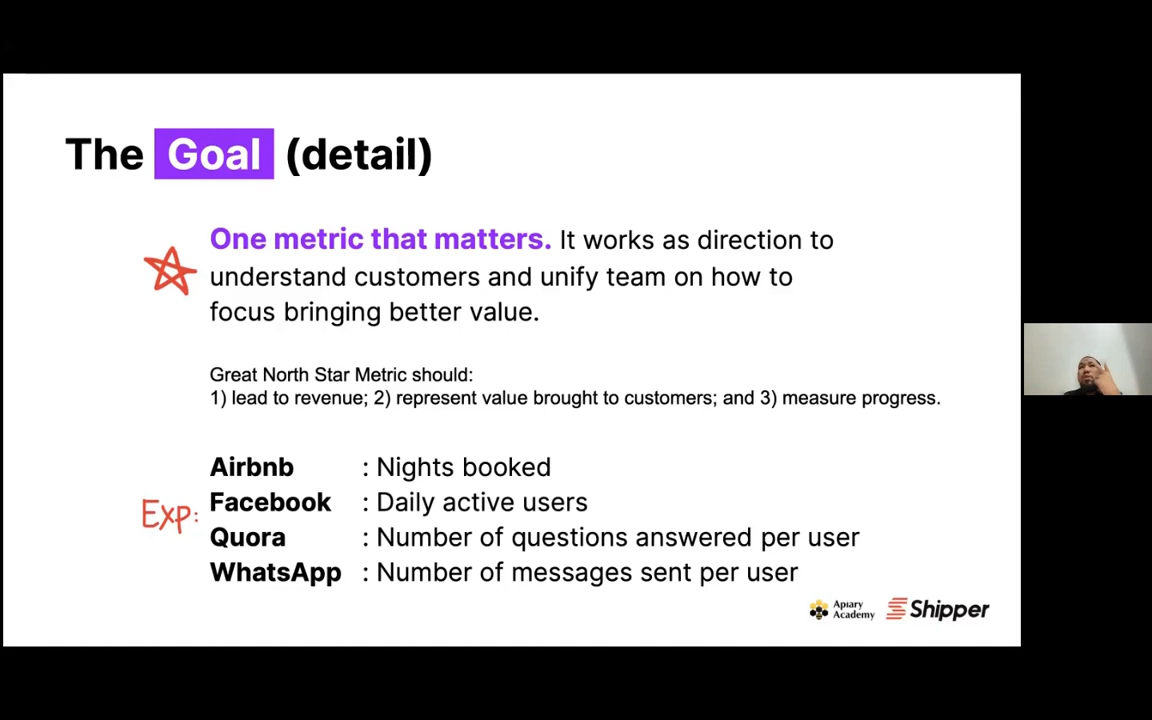 The Goal (detail)
One metric that matters. It works as direction to
understand customers and unify team on how to
focus bringing better value.
Great North Star Metric should:
1) lead to revenue; 2) represent value brought to customers; and 3) measure progress.
Airbnb : Nights booked
Exp:
Facebook : Daily active users
Quora : Number of questions answered per user
WhatsApp : Number of messages sent per user
Apiary
Academy
Shipper